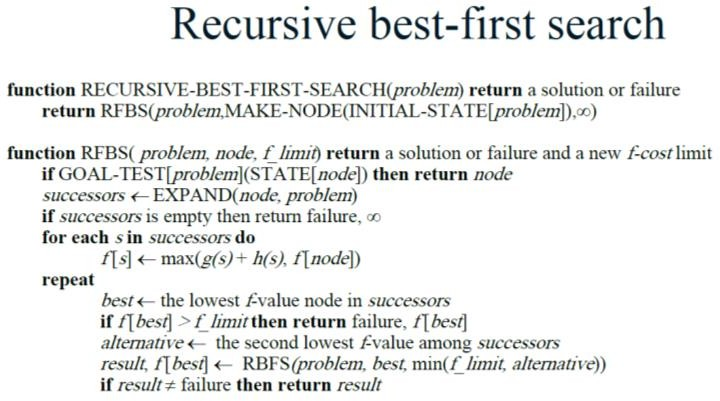 Recursive best-first search
function RECURSIVE-BEST-FIRST-SEARCH(problem) return a solution or failure
return RFBS(problem,MAKE-NODE(INITIAL-STATE[problem]),∞)
function RFBS( problem, node, f_limit) return a solution or failure and a new f-cost limit
if GOAL-TEST[problem](STATE[node]) then return node
successors ← EXPAND(node, problem)
if successors is empty then return failure, ∞
for each s in successors do
f[s] ← max(g(s) + h(s), f[node])
repeat
best ← the lowest f-value node in successors
if f[best] > f_limit then return failure, f[best]
alternative ← the second lowest f-value among successors
result, f[best] ← RBFS(problem, best, min(f_limit, alternative))
if result ≠ failure then return result